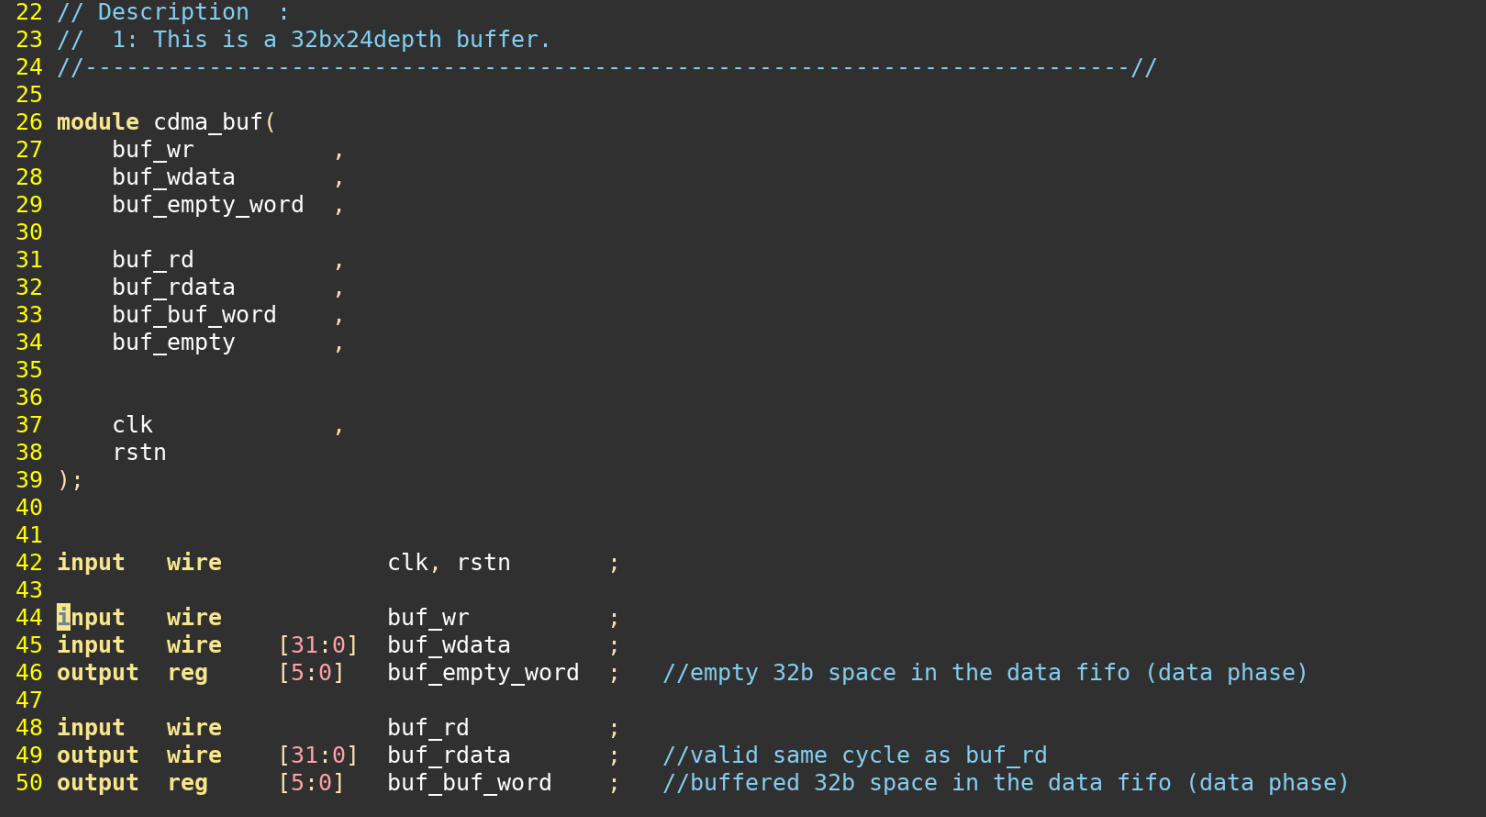 22 // Description  :
23 //  1: This is a 32bx24depth buffer.
24 //----------------------------------------------------------------------------//
25
26 module cdma_buf(
27     buf_wr          ,
28     buf_wdata       ,
29     buf_empty_word  ,
30
31     buf_rd          ,
32     buf_rdata       ,
33     buf_buf_word    ,
34     buf_empty       ,
35
36
37     clk             ,
38     rstn
39 );
40
41
42 input   wire            clk, rstn       ;
43
44 input   wire            buf_wr          ;
45 input   wire    [31:0]  buf_wdata       ;
46 output  reg     [5:0]   buf_empty_word  ;   //empty 32b space in the data fifo (data phase)
47
48 input   wire            buf_rd          ;
49 output  wire    [31:0]  buf_rdata       ;   //valid same cycle as buf_rd
50 output  reg     [5:0]   buf_buf_word    ;   //buffered 32b space in the data fifo (data phase)